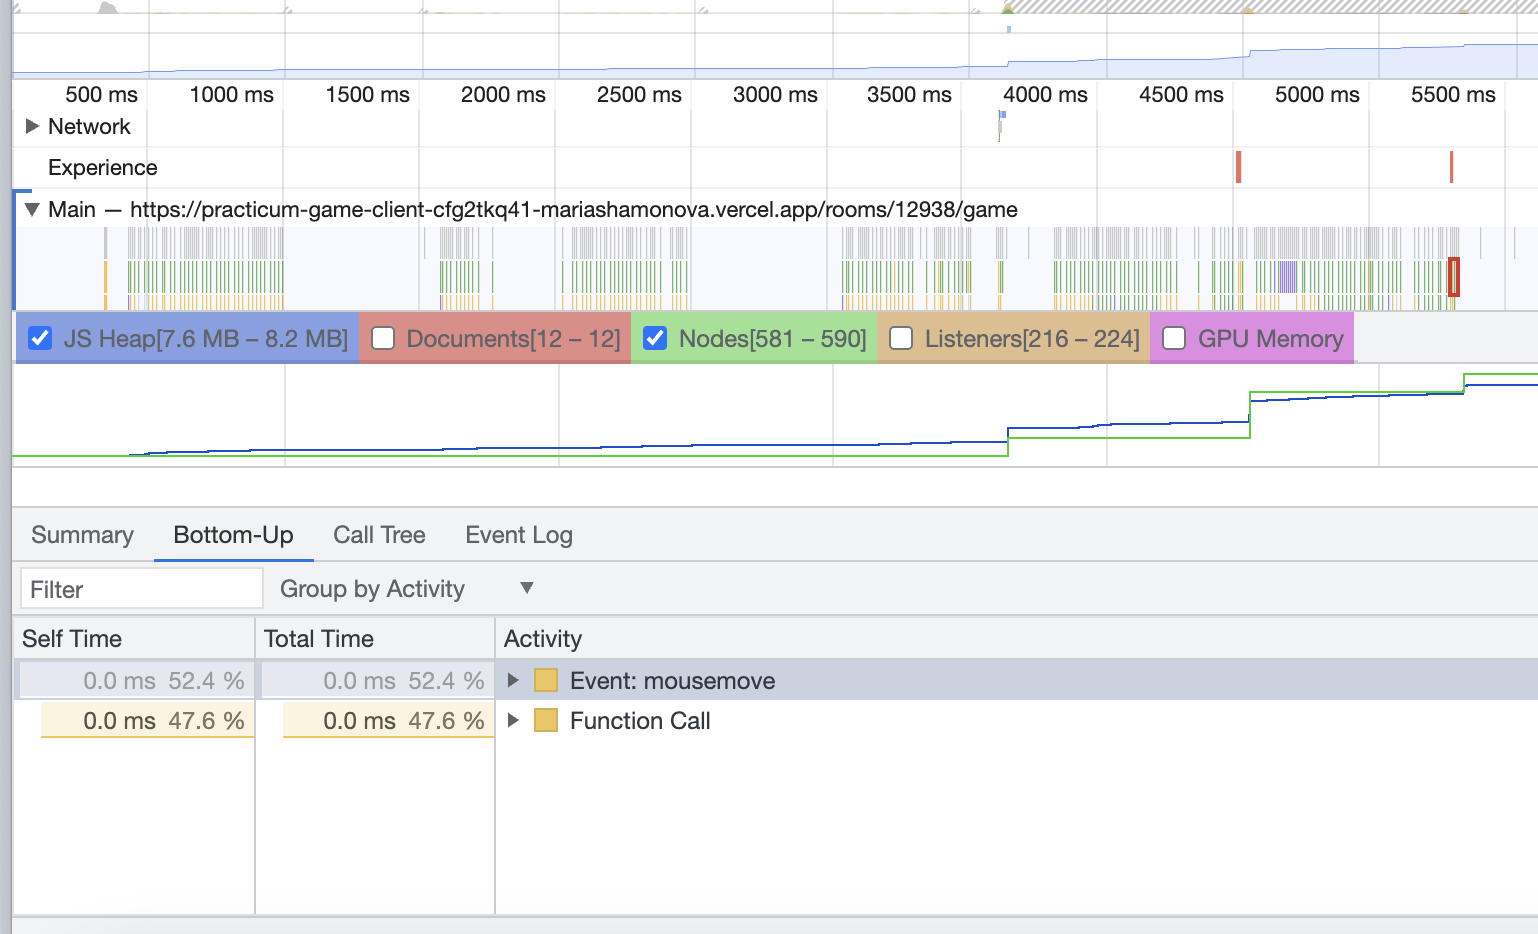 500 ms 1000 ms 1500 ms 2000 ms 2500 ms 3000 ms 3500 ms 4000 ms 4500 ms 5000 ms 5500 ms
Network
Experience
Main — https://practicum-game-client-cfg2tkq41-mariashamonova.vercel.app/rooms/12938/game
JS Heap[7.6 MB – 8.2 MB] Documents[12 – 12] Nodes[581 – 590] Listeners[216 – 224] GPU Memory
Summary Bottom-Up Call Tree Event Log
Filter Group by Activity
Self Time Total Time Activity
0.0 ms 52.4 % 0.0 ms 52.4 % Event: mousemove
0.0 ms 47.6 % 0.0 ms 47.6 % Function Call